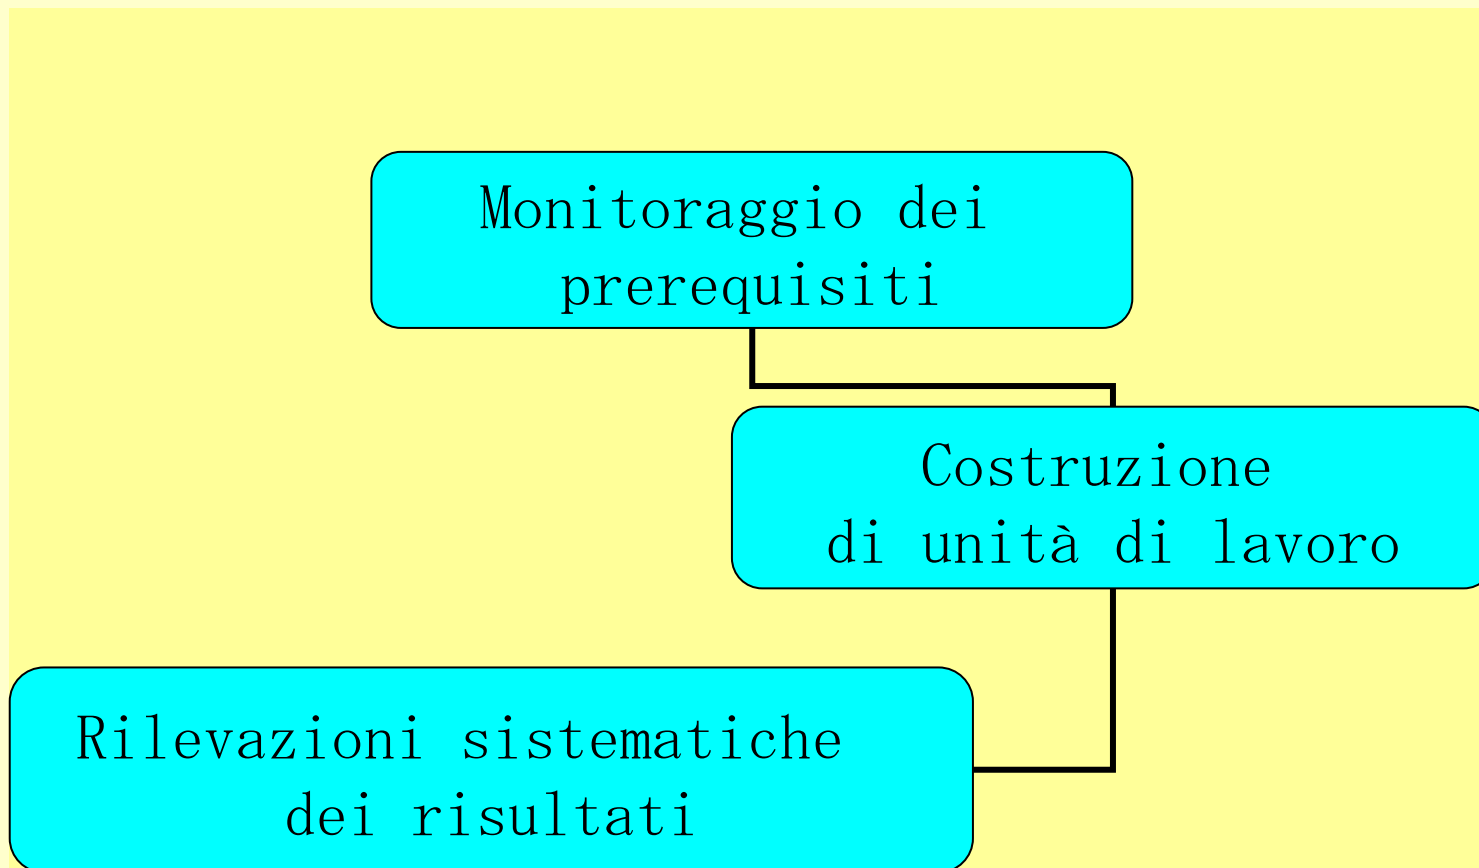 Monitoraggio dei
prerequisiti
Costruzione
di unità di lavoro
Rilevazioni sistematiche
dei risultati